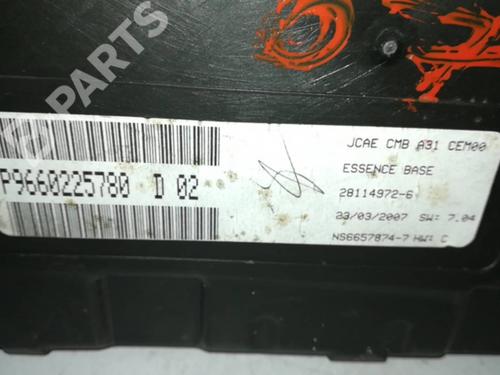 PARTS
P9660225780 D 02
JCAE CMB A31 CEM00
ESSENCE BASE
28114972-6
23/03/2007 SW: 7.04
NS6657874-7 HW: C